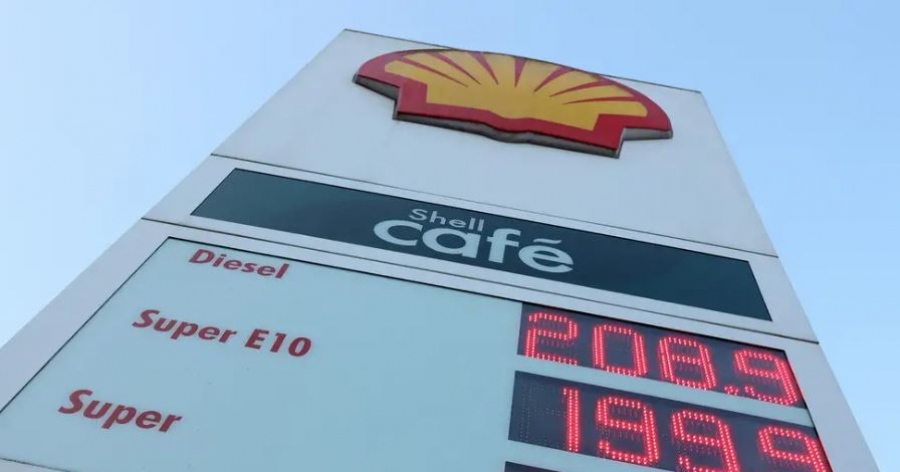 Shell
café
Diesel 208.9
Super E10 199.9
Super